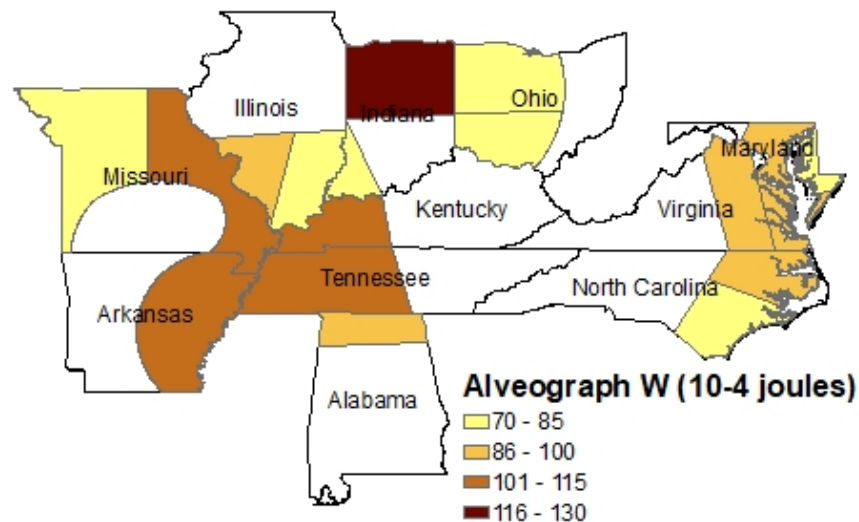 Illinois
Indiana
Ohio
Maryland
Missouri
Kentucky
Virginia
Tennessee
North Carolina
Arkansas
Alabama
Alveograph W (10-4 joules)
70 - 85
86 - 100
101 - 115
116 - 130